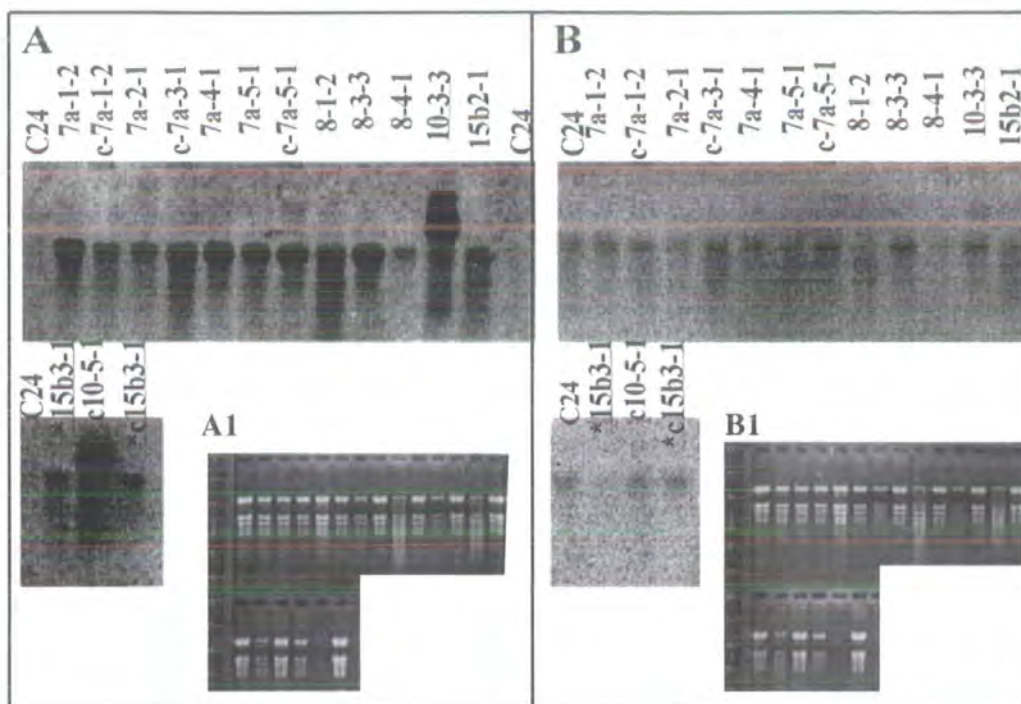 A
C24
7a-1-2
c-7a-1-2
7a-2-1
c-7a-3-1
7a-4-1
7a-5-1
c-7a-5-1
8-1-2
8-3-3
8-4-1
10-3-3
15b2-1
C24
C24
*15b3-1
c10-5-1
*c15b3-1
A1
B
C24
7a-1-2
c-7a-1-2
7a-2-1
c-7a-3-1
7a-4-1
7a-5-1
c-7a-5-1
8-1-2
8-3-3
8-4-1
10-3-3
15b2-1
C24
*15b3-1
c10-5-1
*c15b3-1
B1